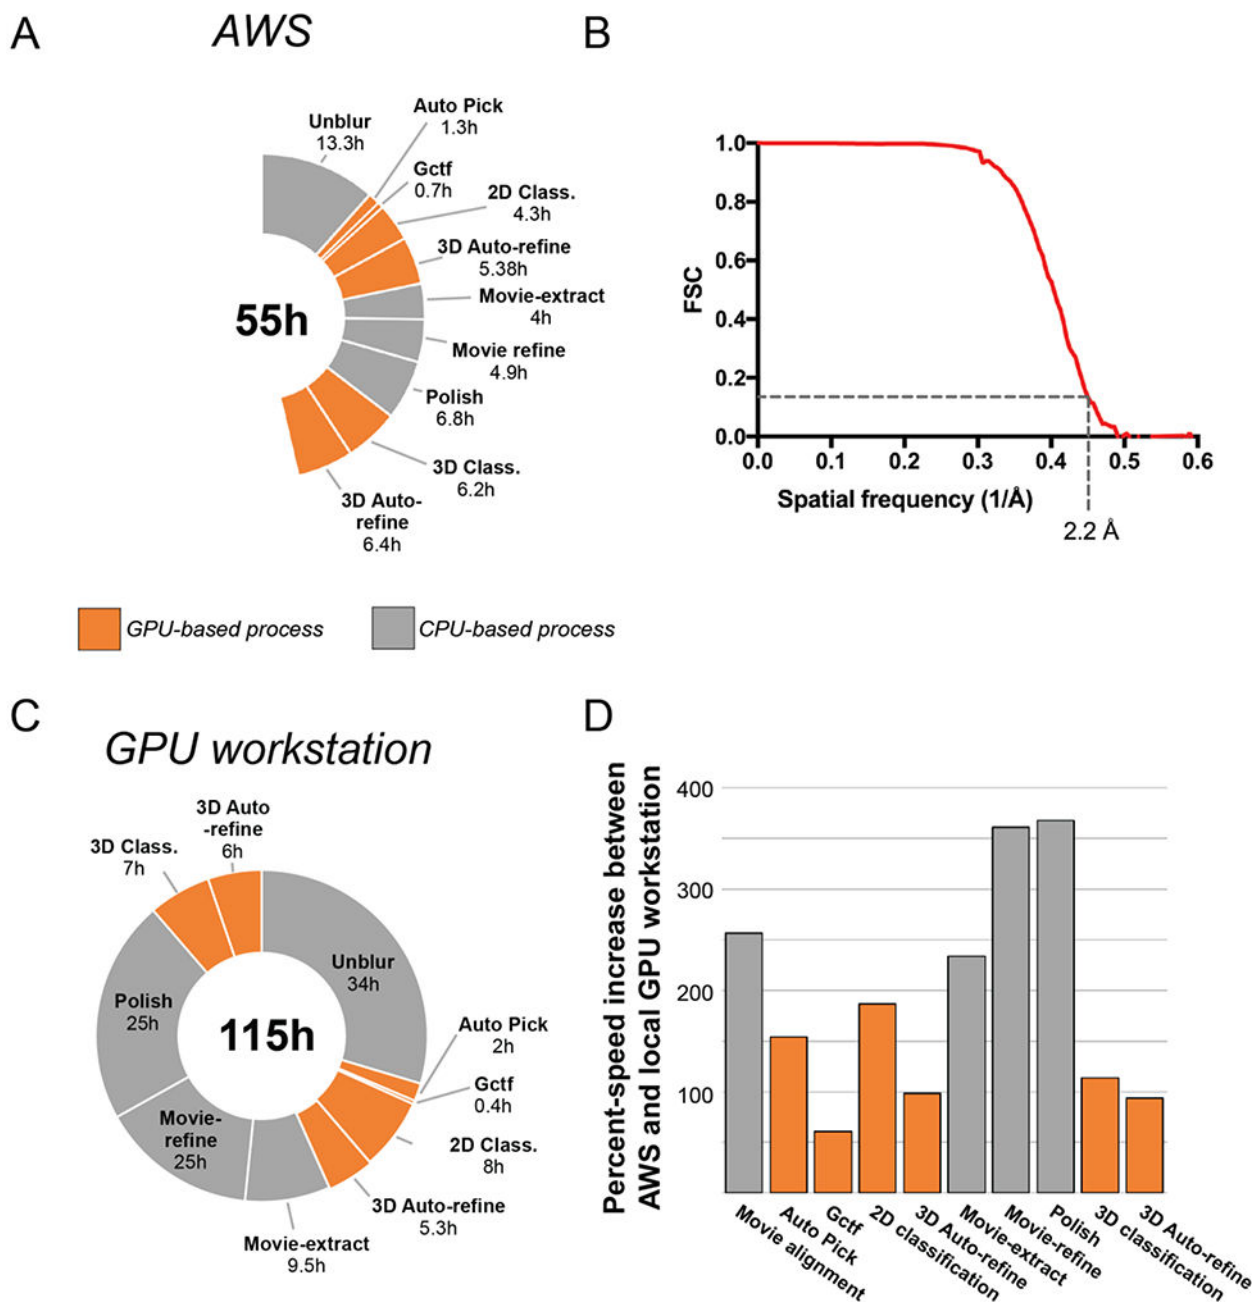 A
AWS
Unblur
13.3h
Auto Pick
1.3h
Gctf
0.7h
2D Class.
4.3h
3D Auto-refine
5.38h
Movie-extract
4h
Movie refine
4.9h
Polish
6.8h
3D Class.
6.2h
3D Auto-
refine
6.4h
55h
B
FSC
1.0
0.8
0.6
0.4
0.2
0.0
0.0 0.1 0.2 0.3 0.4 0.5 0.6
Spatial frequency (1/Å)
2.2 Å
GPU-based process
CPU-based process
C
GPU workstation
3D Auto
-refine
6h
3D Class.
7h
Unblur
34h
Polish
25h
115h
Auto Pick
2h
Gctf
0.4h
2D Class.
8h
Movie-
refine
25h
3D Auto-refine
5.3h
Movie-extract
9.5h
D
Percent-speed increase between
AWS and local GPU workstation
400
300
200
100
Movie alignment
Auto Pick
Gctf
2D classification
3D Auto-refine
Movie-extract
Movie-refine
Polish
3D classification
3D Auto-refine